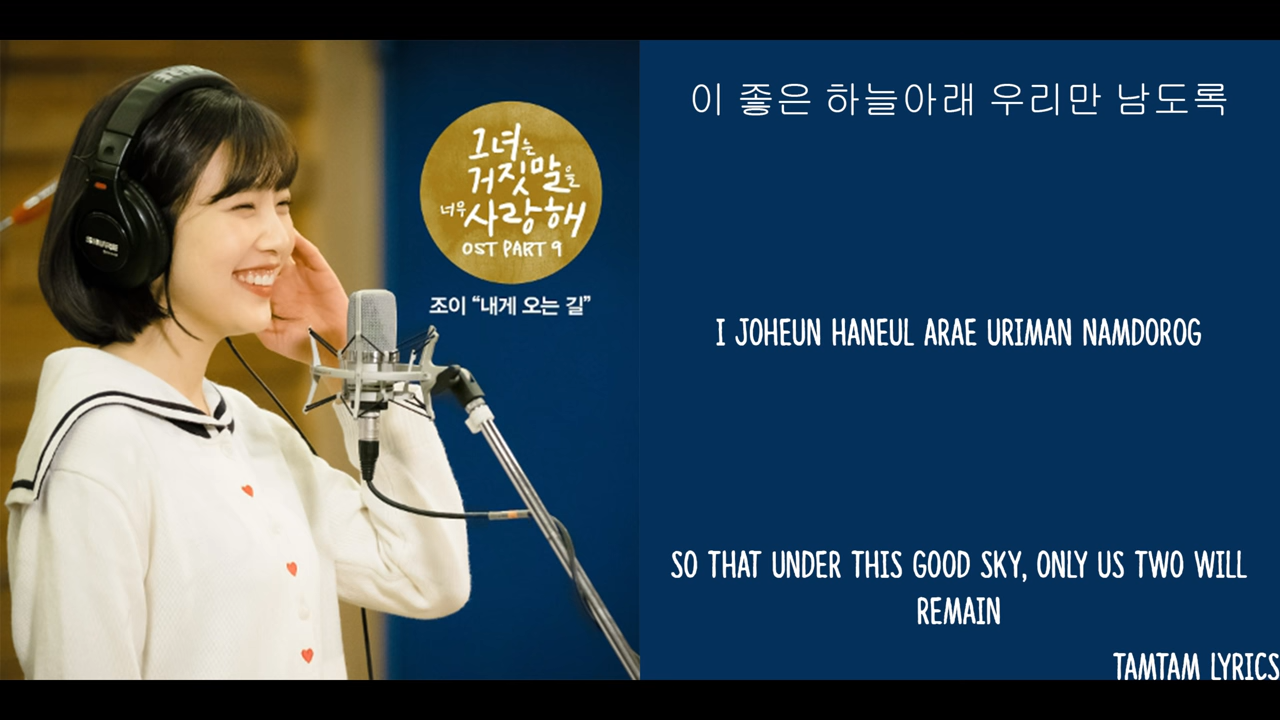 그녀는
거짓말을
너무 사랑해
OST PART 9
조이 “내게 오는 길”
이 좋은 하늘아래 우리만 남도록
I JOHEUN HANEUL ARAE URIMAN NAMDOROG
SO THAT UNDER THIS GOOD SKY, ONLY US TWO WILL
REMAIN
TAMTAM LYRICS